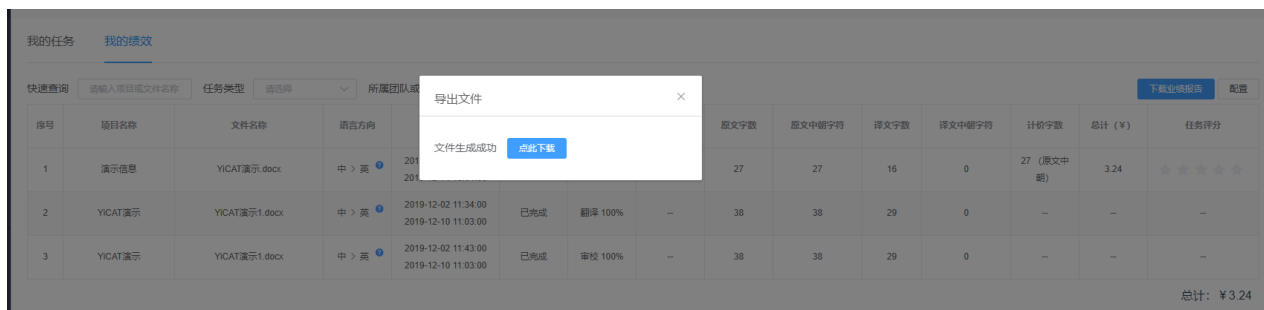 我的任务 我的绩效
快速查询 请输入项目或文件名称 任务类型 请选择 所属团队或
下载业绩报告 配置
导出文件
文件生成成功 点此下载
序号 项目名称 文件名称 语言方向 原文字数 原文中朝字符 译文字数 译文中朝字符 计价字数 总计（¥） 任务评分
1 演示信息 YiCAT演示.docx 中 > 英 201 27 27 16 0 27 （原文中 3.24
201 朝）
2 YiCAT演示 YiCAT演示1.docx 中 > 英 2019-12-02 11:34:00 已完成 翻译 100% -- 38 38 29 0 -- -- --
2019-12-10 11:03:00
3 YiCAT演示 YiCAT演示1.docx 中 > 英 2019-12-02 11:43:00 已完成 审校 100% -- 38 38 29 0 -- -- --
2019-12-10 11:03:00
总计：¥3.24